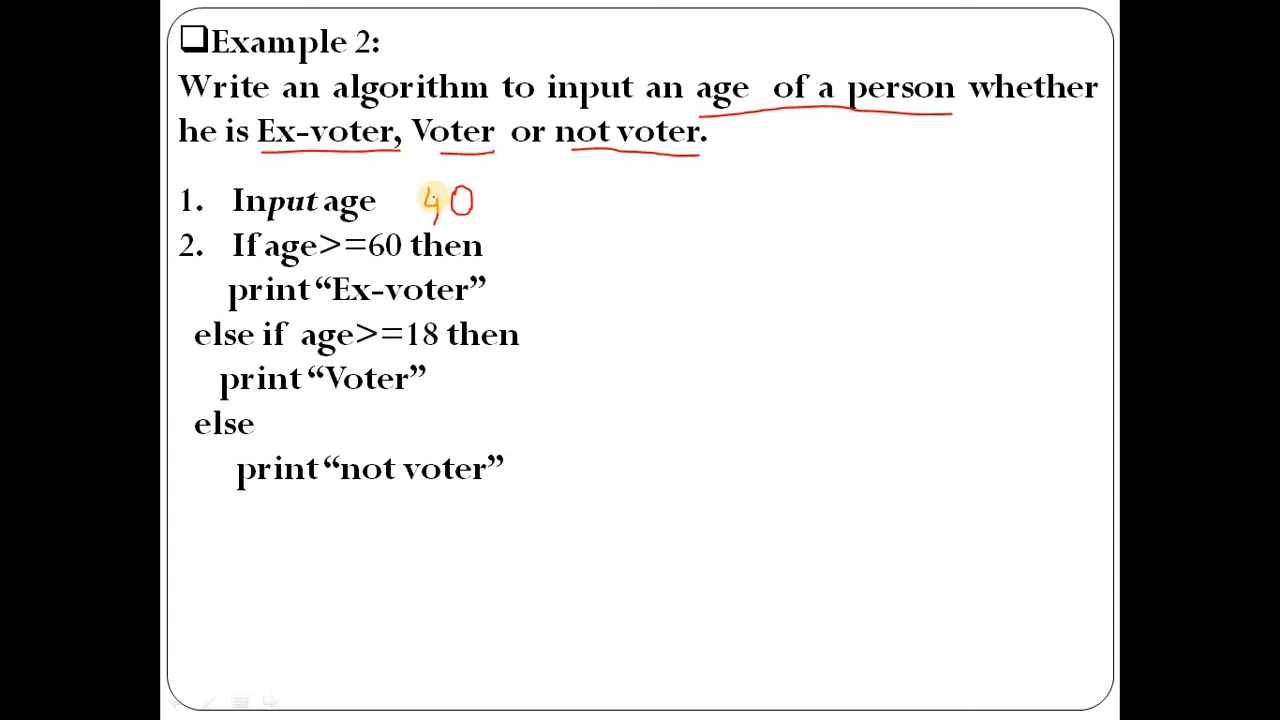 ❑Example 2:
Write an algorithm to input an age of a person whether
he is Ex-voter, Voter or not voter.
1. Input age 40
2. If age>=60 then
print “Ex-voter”
else if age>=18 then
print “Voter”
else
print “not voter”